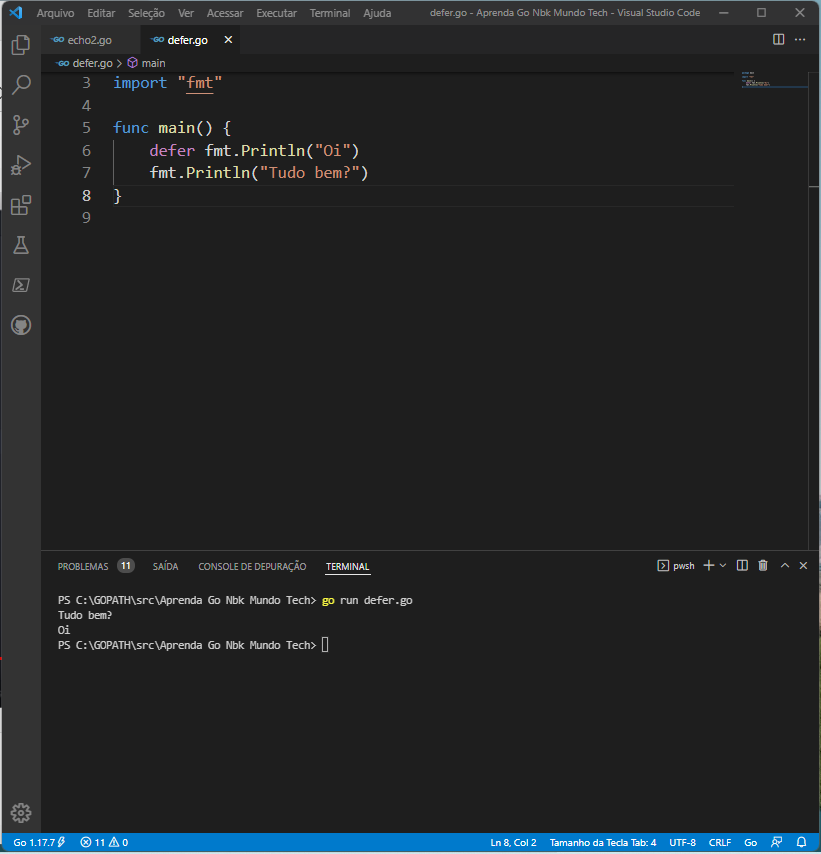 Arquivo Editar Seleção Ver Acessar Executar Terminal Ajuda defer.go - Aprenda Go Nbk Mundo Tech - Visual Studio Code
GO echo2.go GO defer.go
GO defer.go > main
3 import "fmt"
4
5 func main() {
6 defer fmt.Println("Oi")
7 fmt.Println("Tudo bem?")
8 }
9
PROBLEMAS 11 SAÍDA CONSOLE DE DEPURAÇÃO TERMINAL pwsh
PS C:\GOPATH\src\Aprenda Go Nbk Mundo Tech> go run defer.go
Tudo bem?
Oi
PS C:\GOPATH\src\Aprenda Go Nbk Mundo Tech>
Go 1.17.7 11 0 Ln 8, Col 2 Tamanho da Tecla Tab: 4 UTF-8 CRLF Go